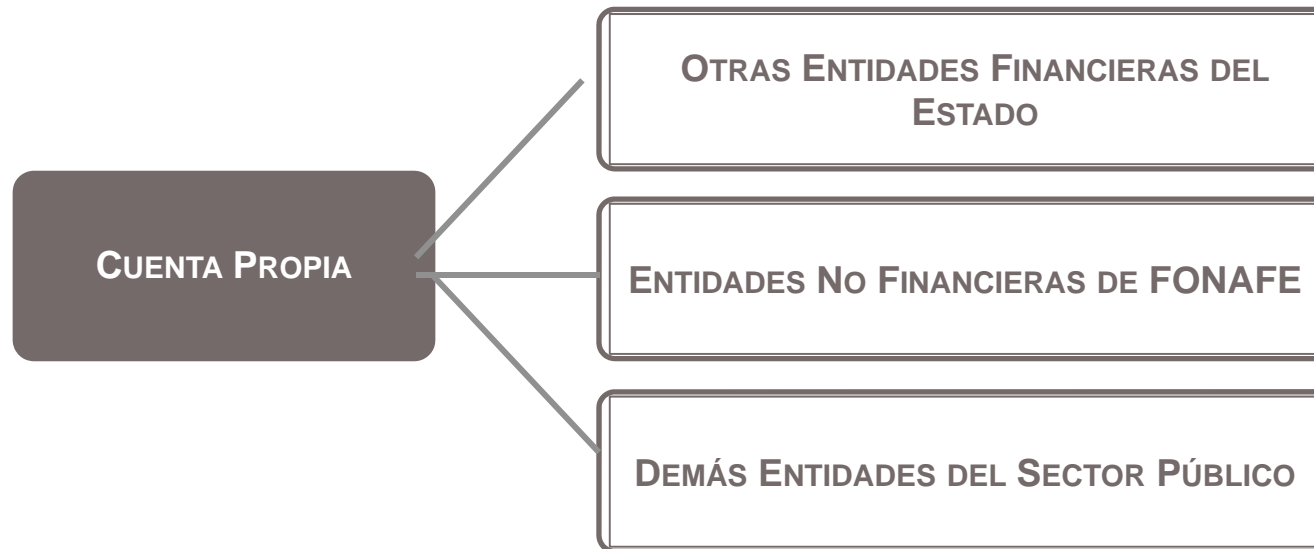 OTRAS ENTIDADES FINANCIERAS DEL
ESTADO
CUENTA PROPIA
ENTIDADES NO FINANCIERAS DE FONAFE
DEMÁS ENTIDADES DEL SECTOR PÚBLICO